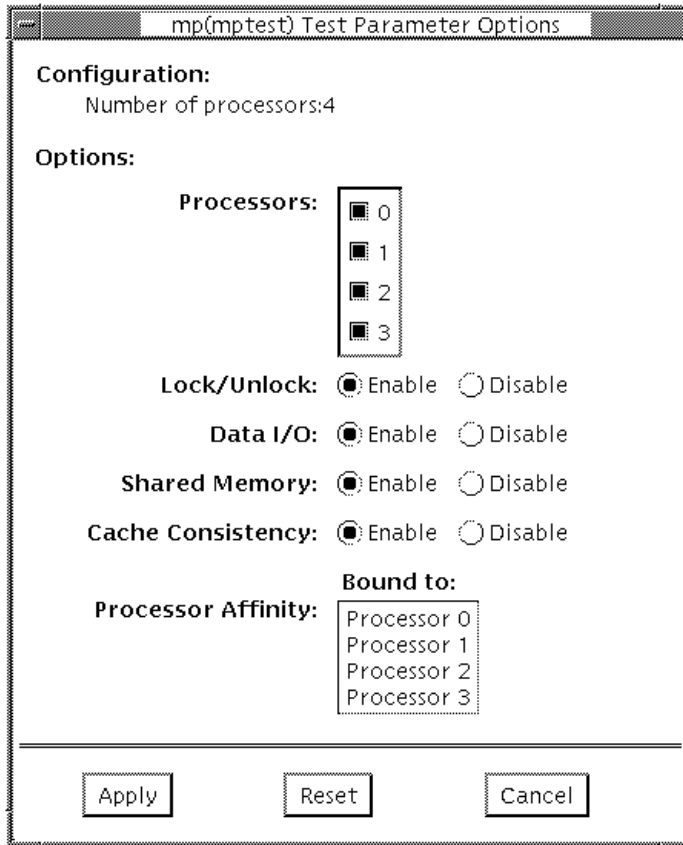 mp(mptest) Test Parameter Options
Configuration:
Number of processors:4
Options:
Processors:
0
1
2
3
Lock/Unlock: Enable Disable
Data I/O: Enable Disable
Shared Memory: Enable Disable
Cache Consistency: Enable Disable
Bound to:
Processor Affinity:
Processor 0
Processor 1
Processor 2
Processor 3
Apply Reset Cancel